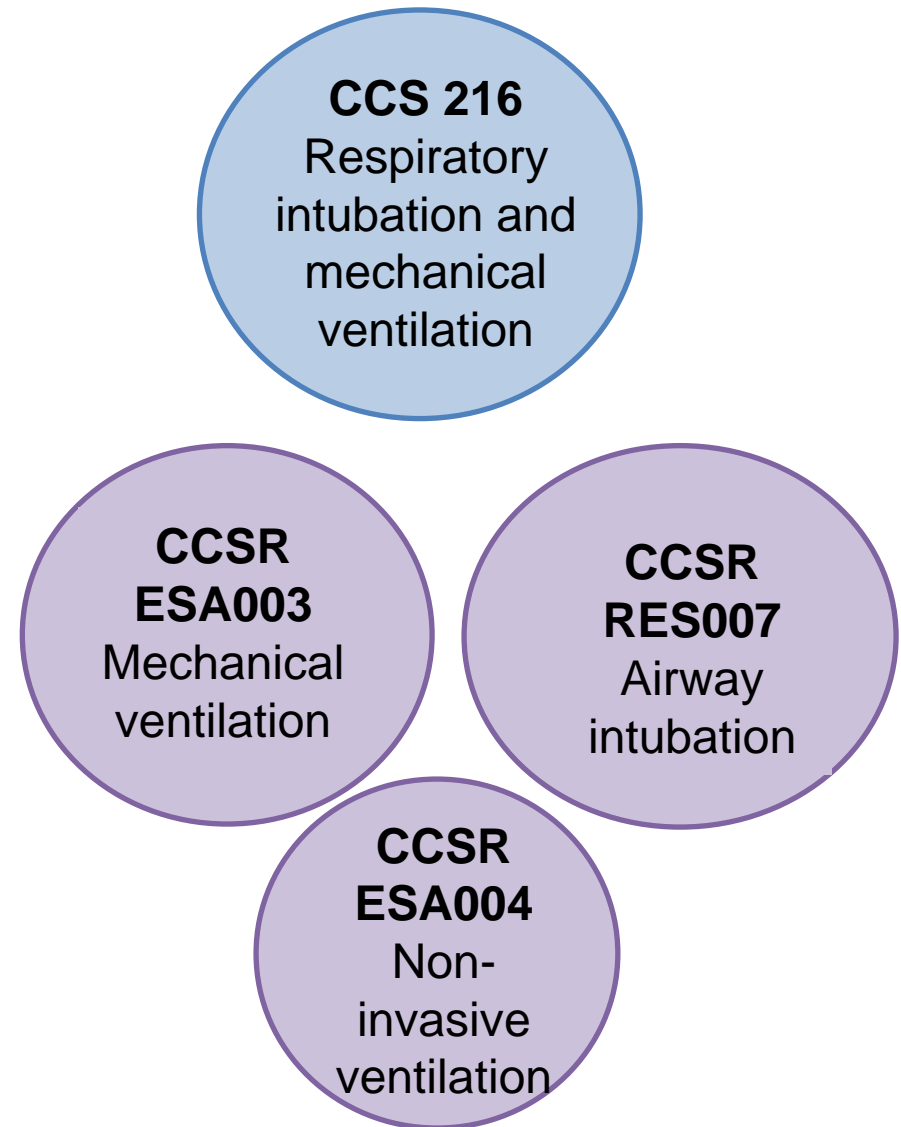 CCS 216
Respiratory
intubation and
mechanical
ventilation
CCSR
ESA003
Mechanical
ventilation
CCSR
RES007
Airway
intubation
CCSR
ESA004
Non-
invasive
ventilation